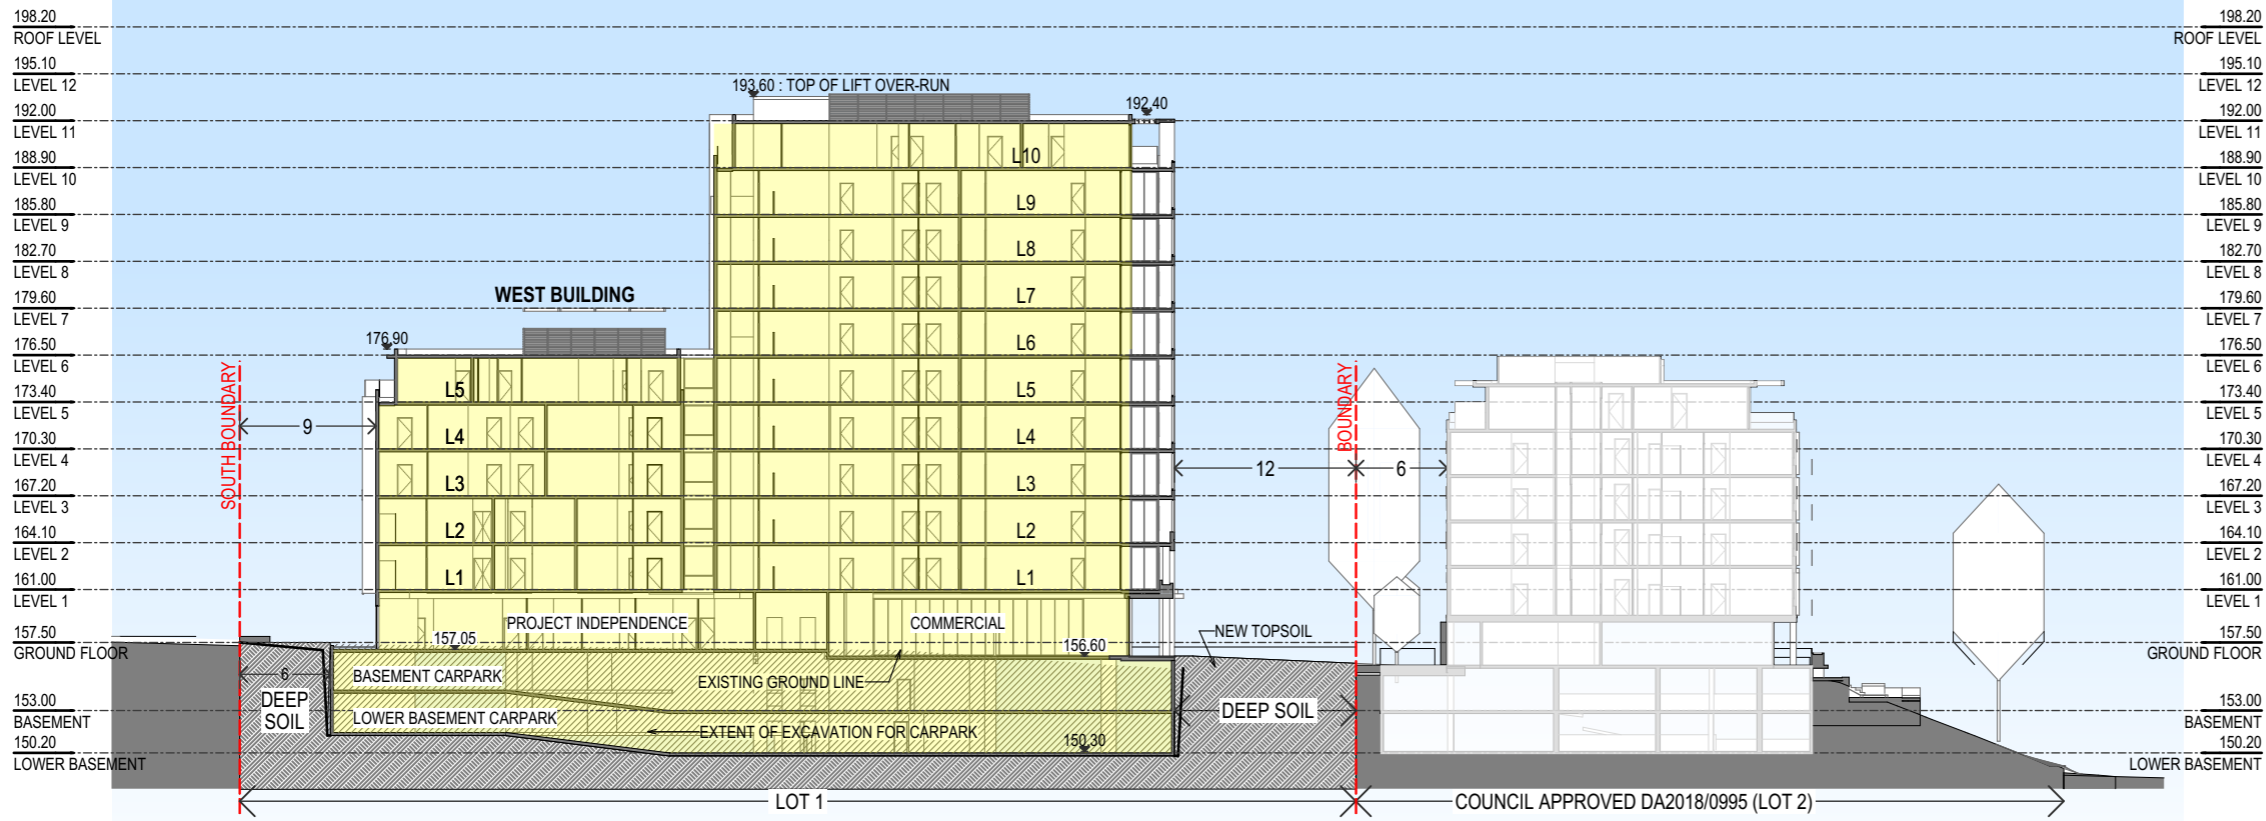 198.20
ROOF LEVEL
195.10
LEVEL 12
192.00
LEVEL 11
188.90
LEVEL 10
185.80
LEVEL 9
182.70
LEVEL 8
179.60
LEVEL 7
176.50
LEVEL 6
173.40
LEVEL 5
170.30
LEVEL 4
167.20
LEVEL 3
164.10
LEVEL 2
161.00
LEVEL 1
157.50
GROUND FLOOR
153.00
BASEMENT
150.20
LOWER BASEMENT
193.60 : TOP OF LIFT OVER-RUN
192.40
WEST BUILDING
176.90
SOUTH BOUNDARY
9
L5
L4
L3
L2
L1
L10
L9
L8
L7
L6
L5
L4
L3
L2
L1
12
BOUNDARY
6
PROJECT INDEPENDENCE
COMMERCIAL
157.05
156.60
NEW TOPSOIL
6
DEEP
SOIL
BASEMENT CARPARK
EXISTING GROUND LINE
LOWER BASEMENT CARPARK
EXTENT OF EXCAVATION FOR CARPARK
150.30
DEEP SOIL
LOT 1
COUNCIL APPROVED DA2018/0995 (LOT 2)
198.20
ROOF LEVEL
195.10
LEVEL 12
192.00
LEVEL 11
188.90
LEVEL 10
185.80
LEVEL 9
182.70
LEVEL 8
179.60
LEVEL 7
176.50
LEVEL 6
173.40
LEVEL 5
170.30
LEVEL 4
167.20
LEVEL 3
164.10
LEVEL 2
161.00
LEVEL 1
157.50
GROUND FLOOR
153.00
BASEMENT
150.20
LOWER BASEMENT